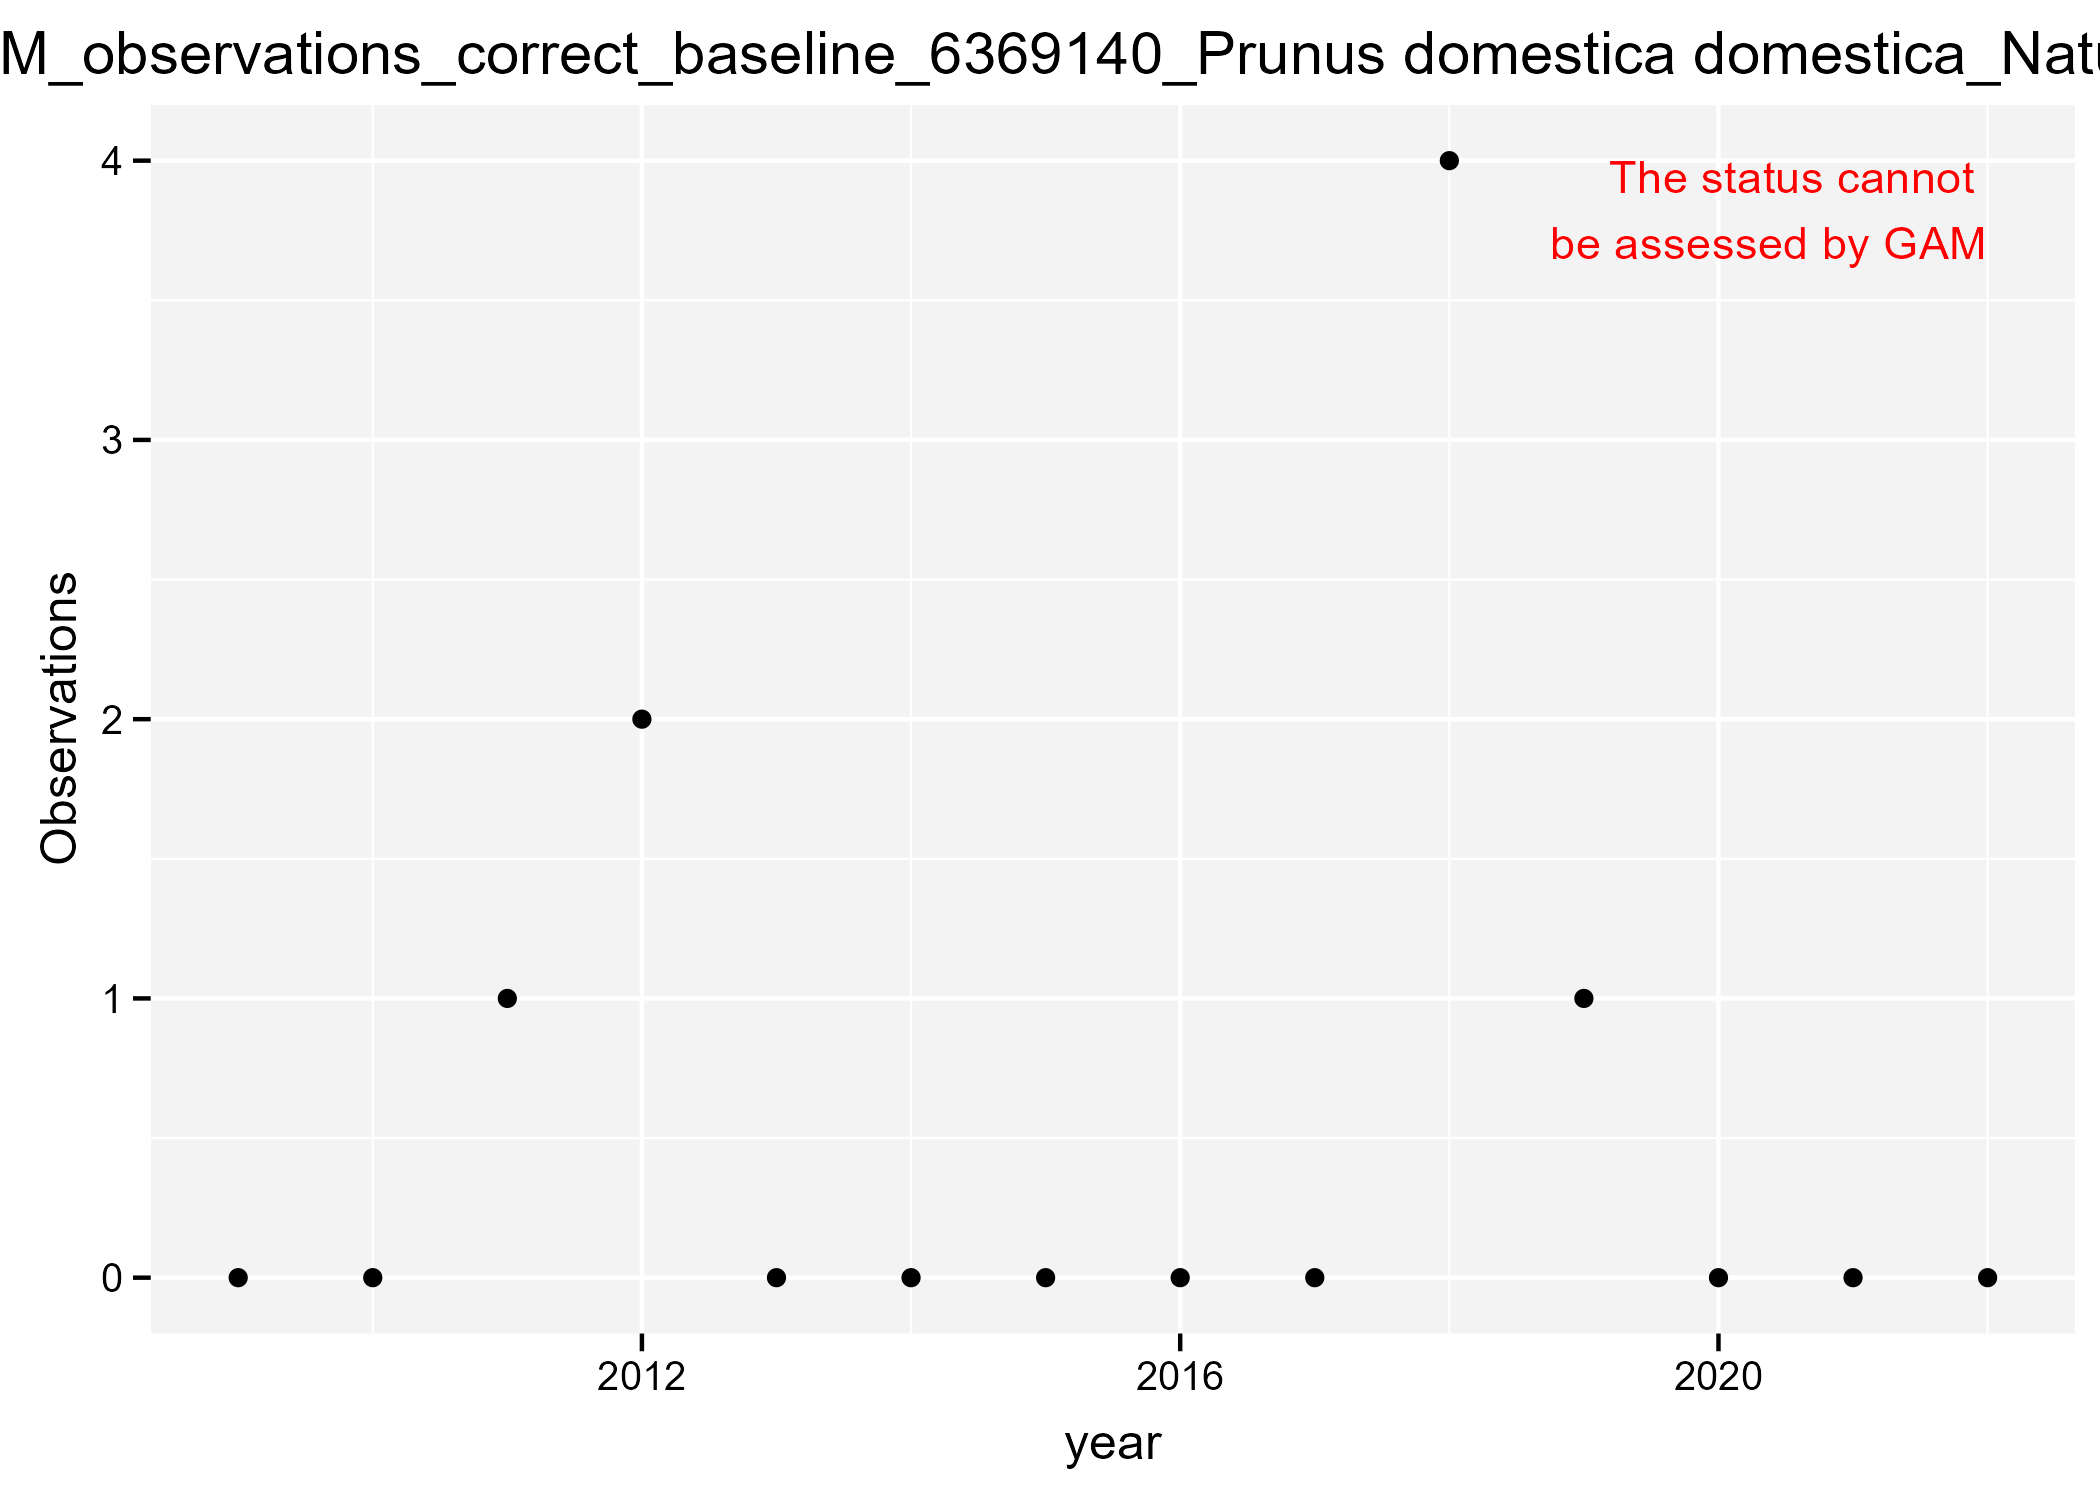 M_observations_correct_baseline_6369140_Prunus domestica domestica_Natu
4
The status cannot
be assessed by GAM
3
Observations
2
1
0
2012 2016 2020
year